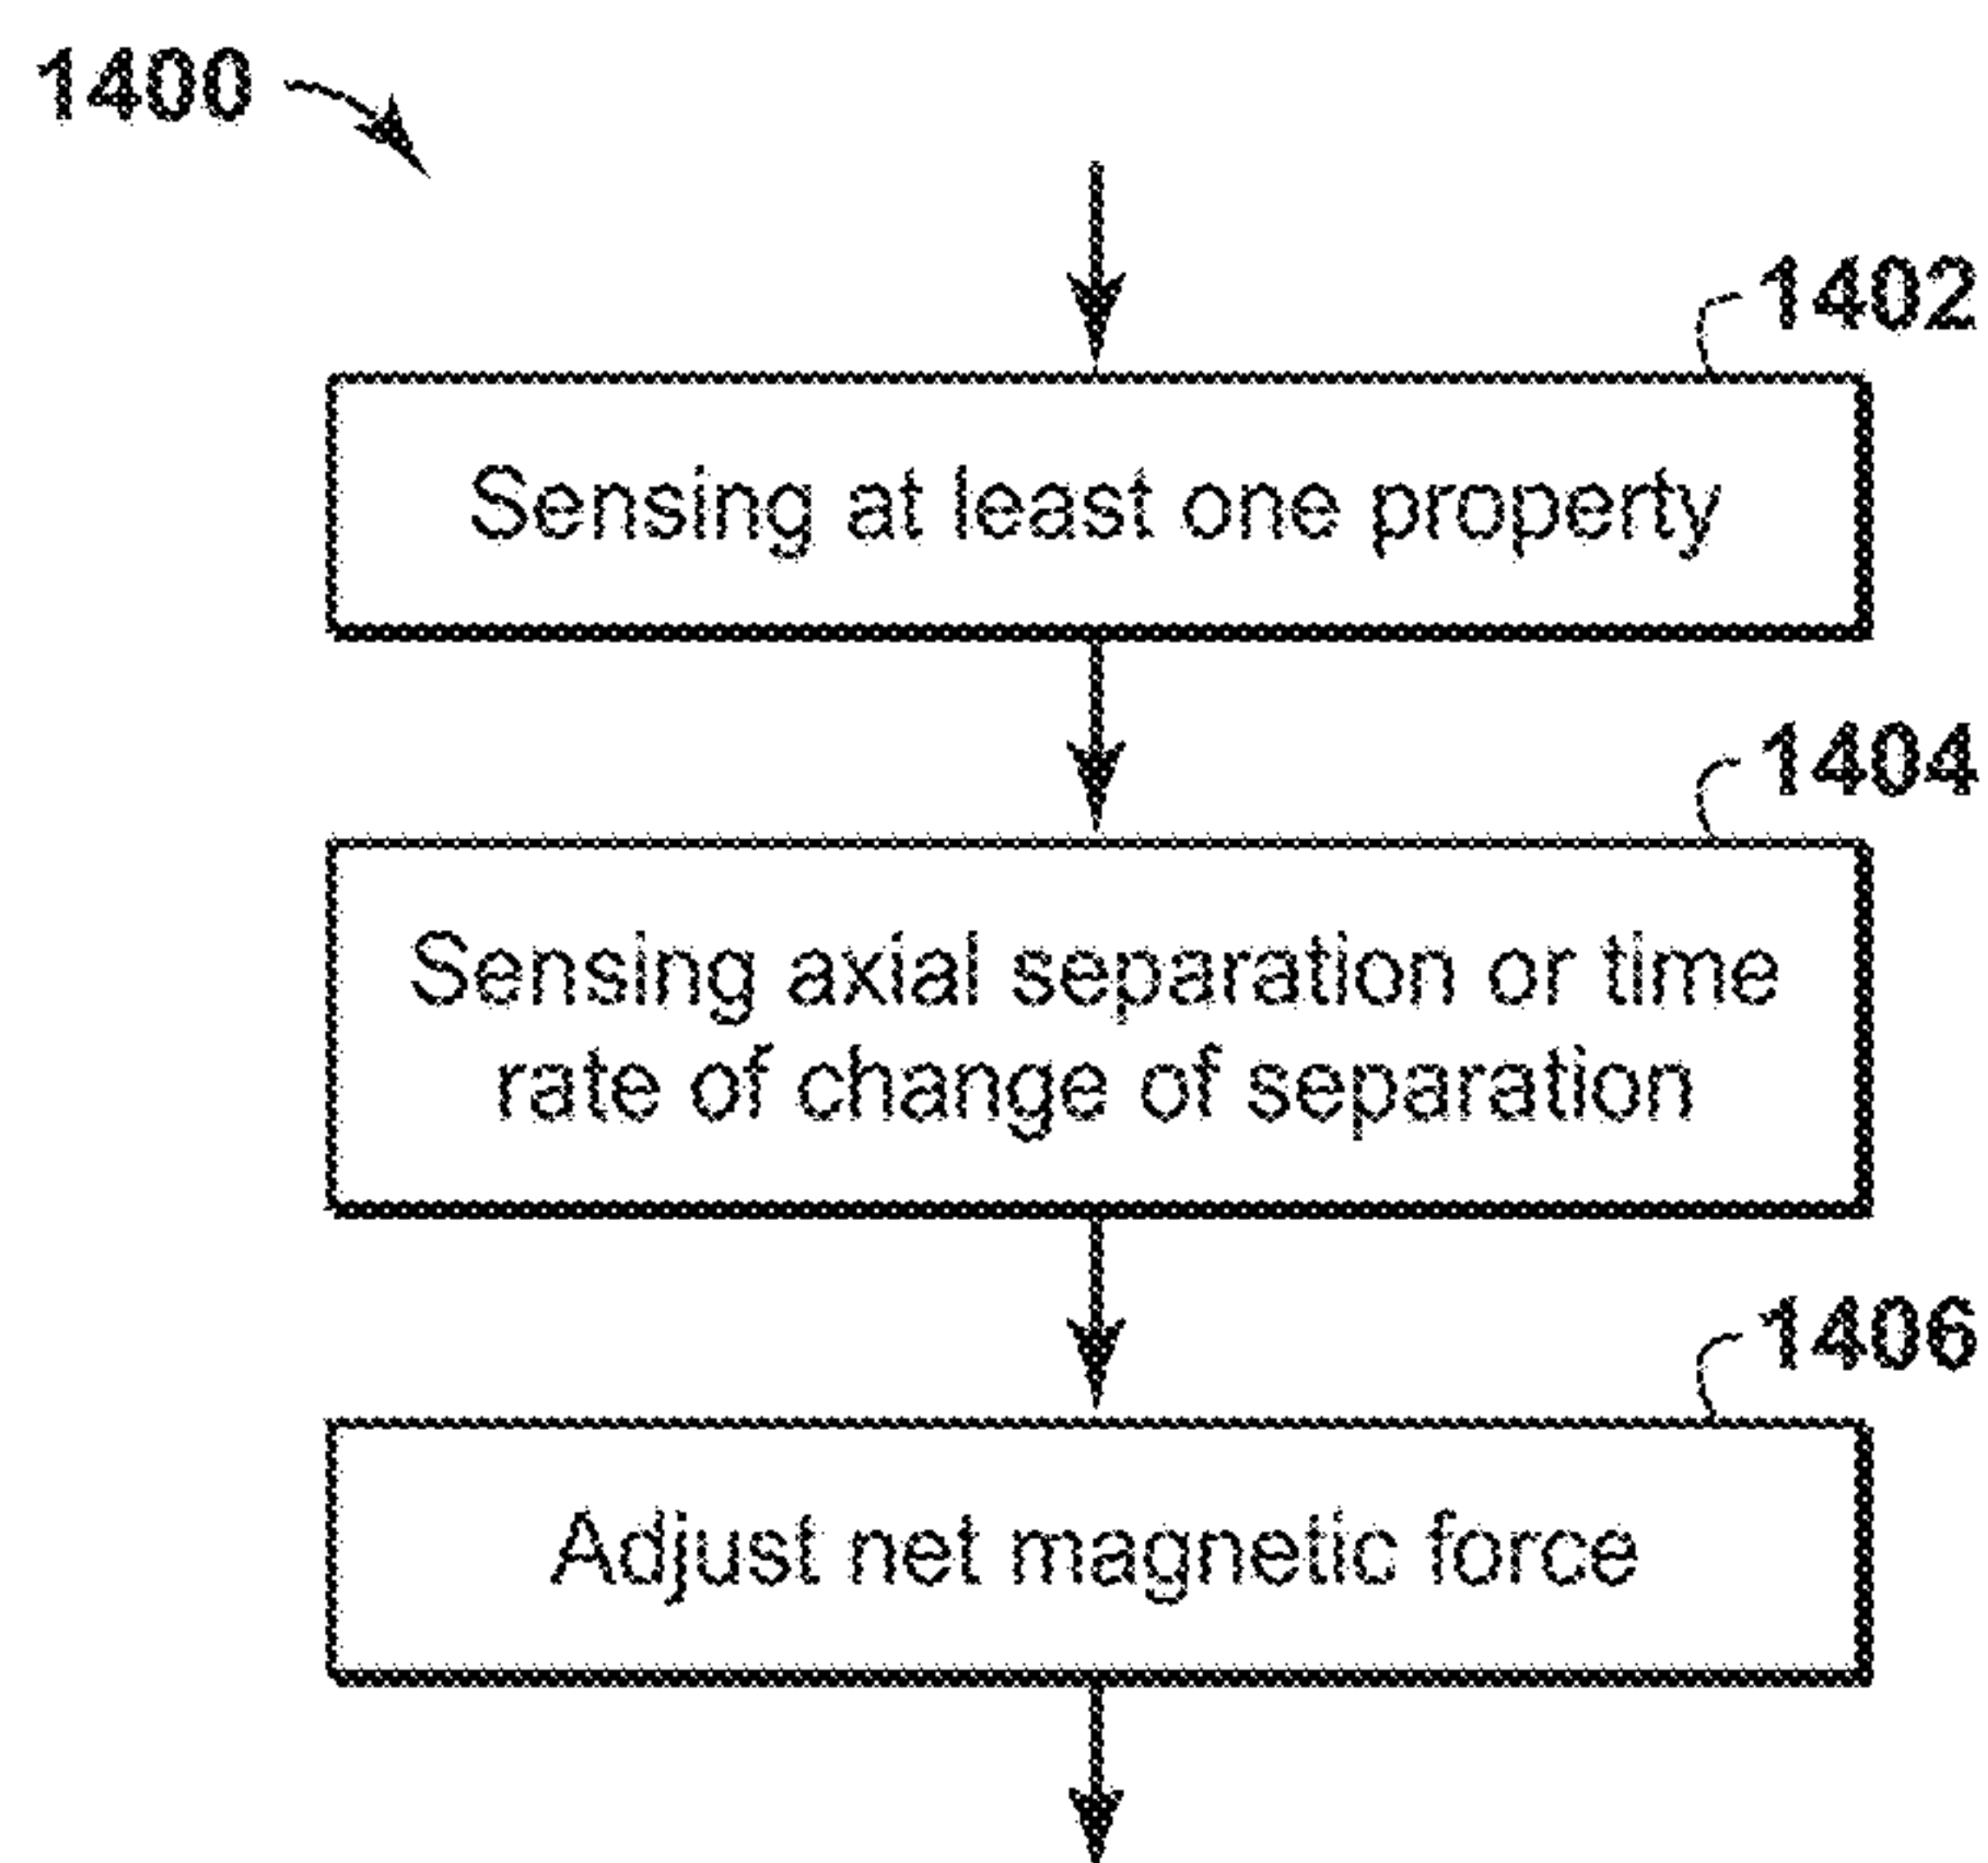 1400
1402
Sensing at least one property
1404
Sensing axial separation or time
rate of change of separation
1406
Adjust net magnetic force